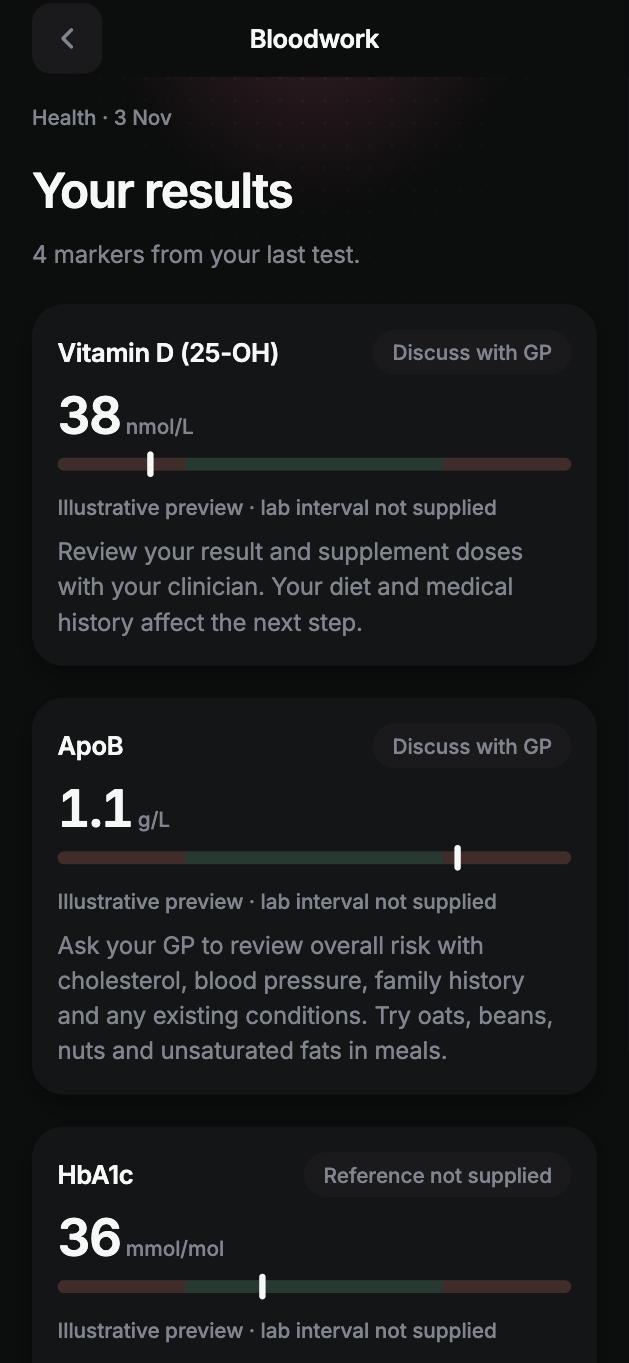 Bloodwork
Health · 3 Nov
Your results
4 markers from your last test.
Vitamin D (25-OH)
Discuss with GP
38 nmol/L
Illustrative preview · lab interval not supplied
Review your result and supplement doses
with your clinician. Your diet and medical
history affect the next step.
ApoB
Discuss with GP
1.1 g/L
Illustrative preview · lab interval not supplied
Ask your GP to review overall risk with
cholesterol, blood pressure, family history
and any existing conditions. Try oats, beans,
nuts and unsaturated fats in meals.
HbA1c
Reference not supplied
36 mmol/mol
Illustrative preview · lab interval not supplied